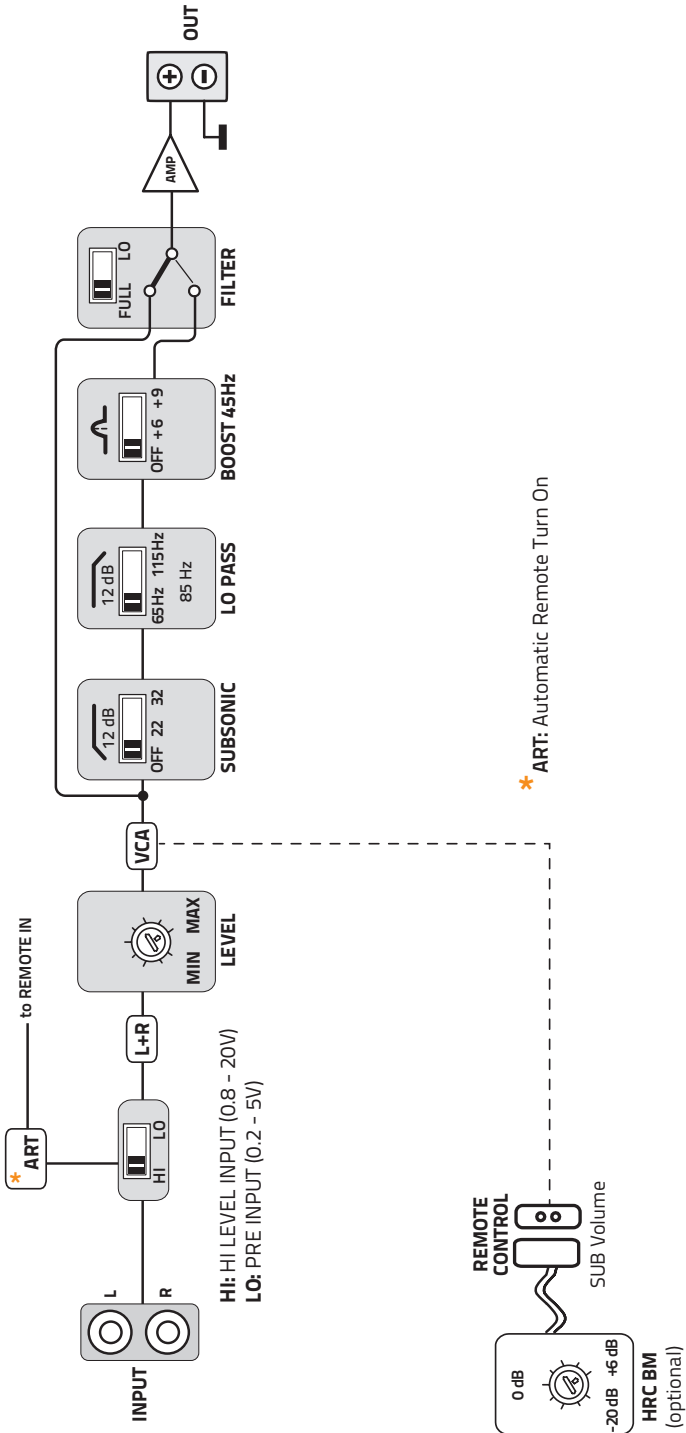 INPUT
L
R
* ART
to REMOTE IN
HI LO
HI: HI LEVEL INPUT (0.8 - 20V)
LO: PRE INPUT (0.2 - 5V)
L+R
MIN MAX
LEVEL
VCA
12 dB
OFF 22 32
SUBSONIC
12 dB
65Hz 115Hz
85 Hz
LO PASS
OFF +6 +9
BOOST 45Hz
FULL LO
FILTER
AMP
+
−
OUT
0 dB
-20dB +6 dB
HRC BM
(optional)
REMOTE
CONTROL
SUB Volume
* ART: Automatic Remote Turn On